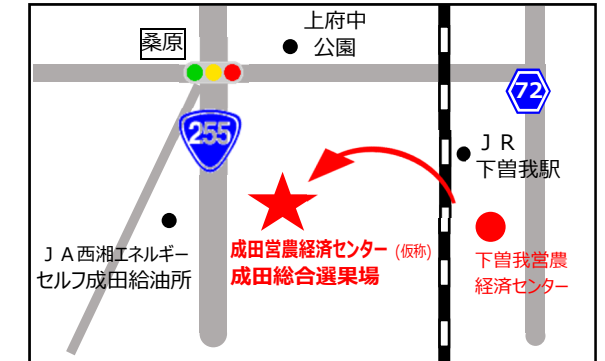 上府中
公園
桑原
72
255
ＪＲ
下曽我駅
成田営農経済センター (仮称)
成田総合選果場
ＪＡ西湘エネルギー
セルフ成田給油所
下曽我営農
経済センター